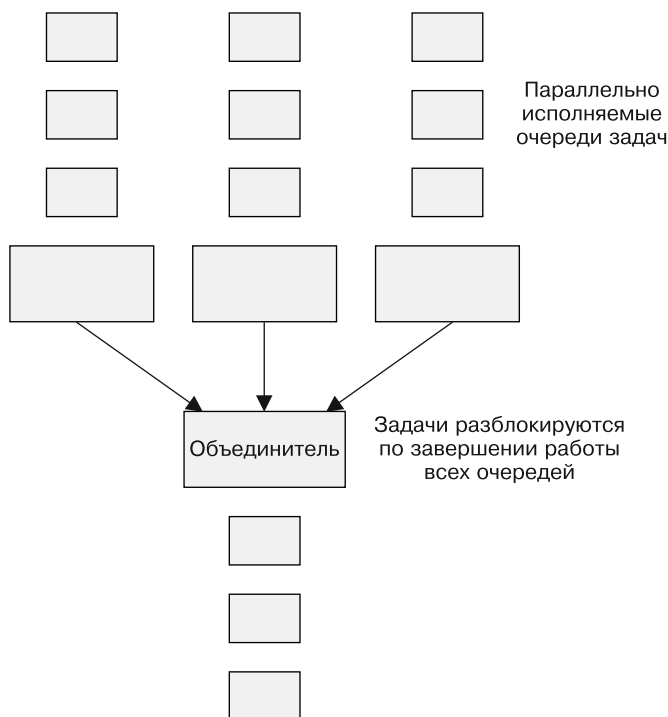 Параллельно
исполняемые
очереди задач
Объединитель
Задачи разблокируются
по завершении работы
всех очередей